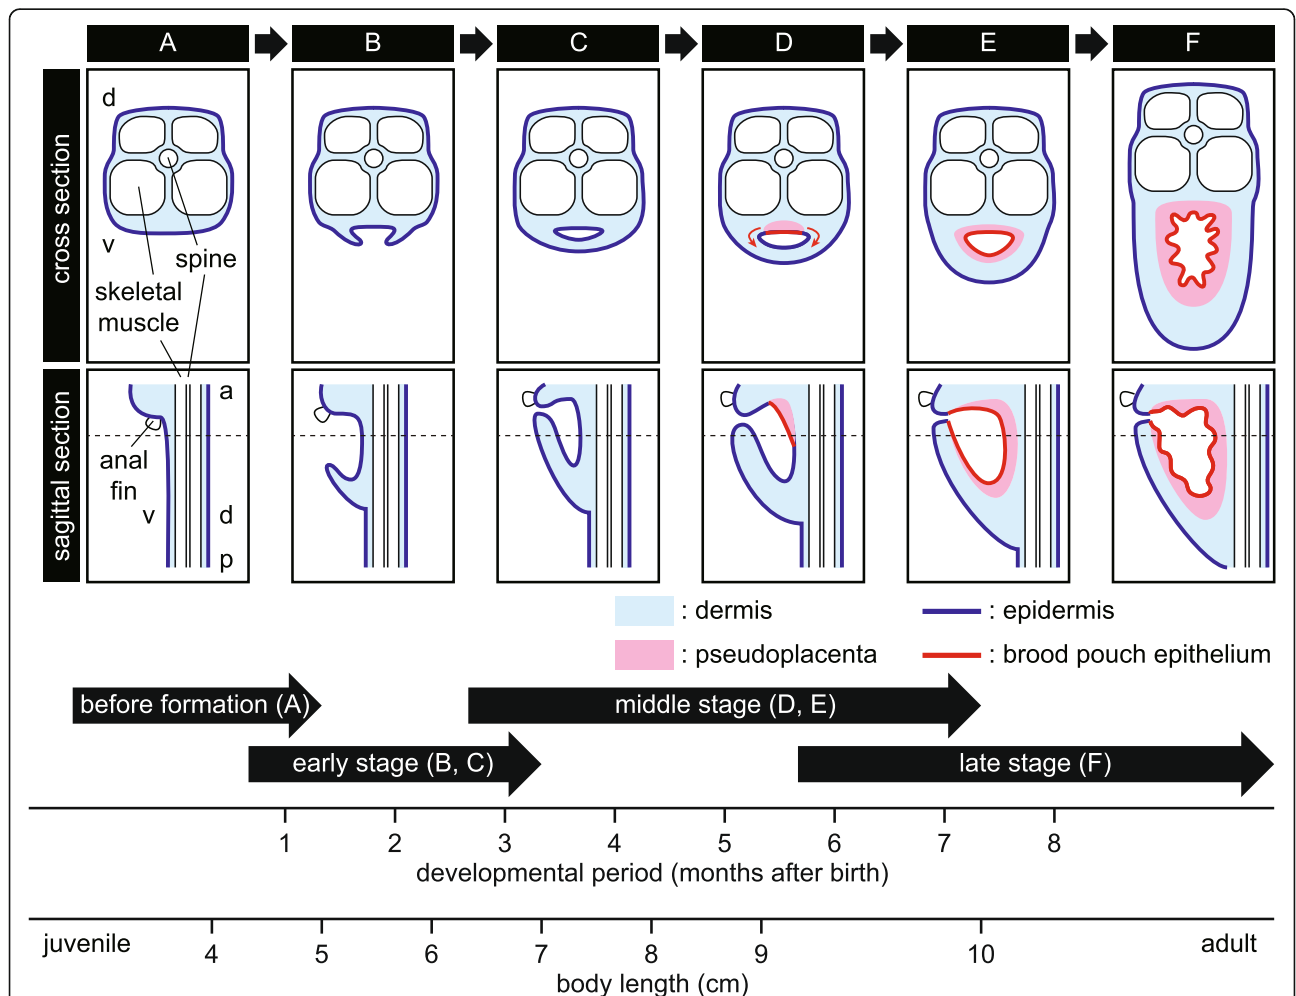 A
B
C
D
E
F
cross section
d
v
spine
skeletal
muscle
sagittal section
a
anal
fin
v
d
p
: dermis
: epidermis
: pseudoplacenta
: brood pouch epithelium
before formation (A)
middle stage (D, E)
early stage (B, C)
late stage (F)
1 2 3 4 5 6 7 8
developmental period (months after birth)
juvenile
adult
4 5 6 7 8 9 10
body length (cm)